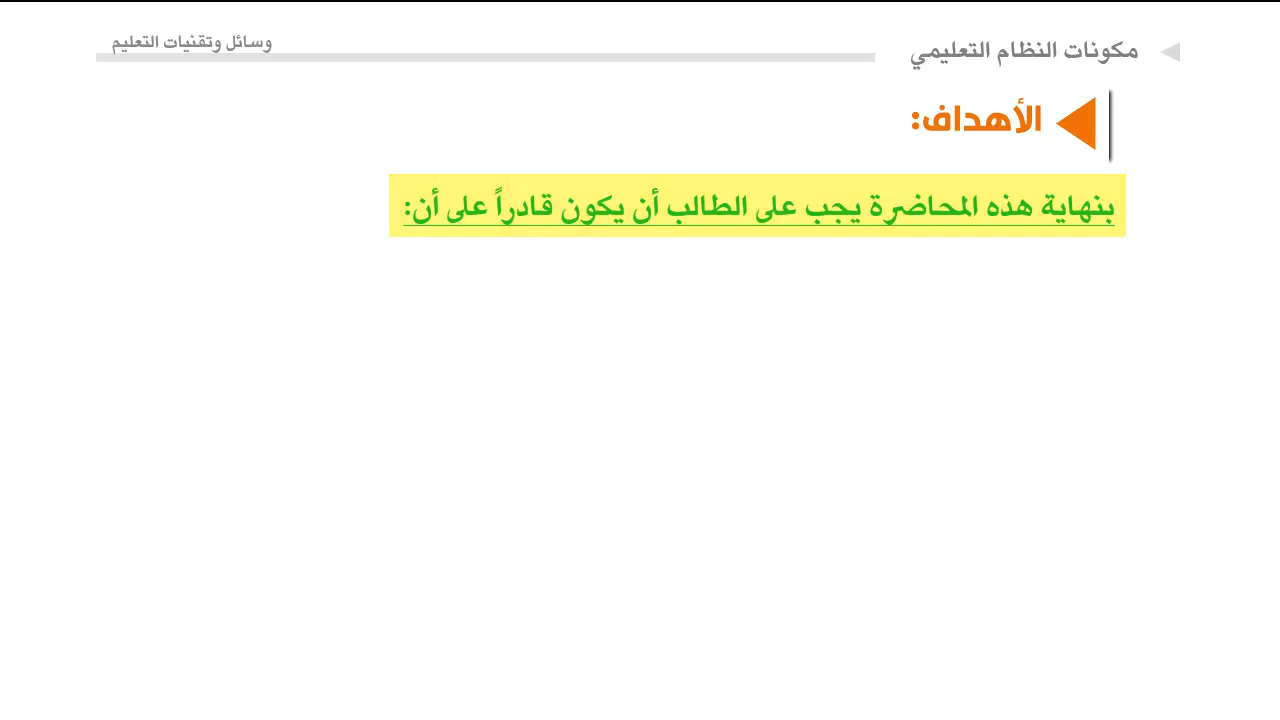 مكونات النظام التعليمي
وسائل وتقنيات التعليم
الأهداف:
بنهاية هذه المحاضرة يجب على الطالب أن يكون قادراً على أن: